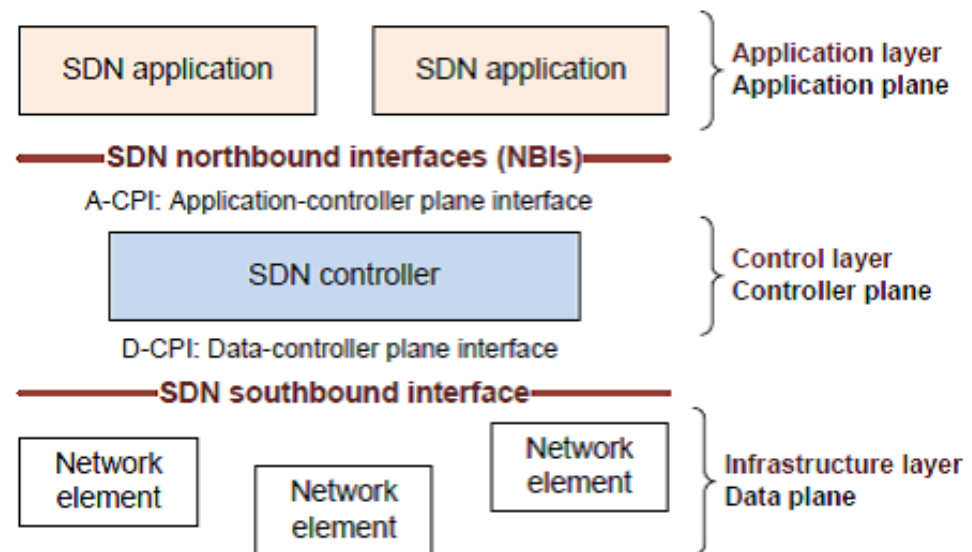 SDN application
SDN application
Application layer
Application plane
SDN northbound interfaces (NBIs)
A-CPI: Application-controller plane interface
SDN controller
Control layer
Controller plane
D-CPI: Data-controller plane interface
SDN southbound interface
Network
element
Network
element
Network
element
Infrastructure layer
Data plane